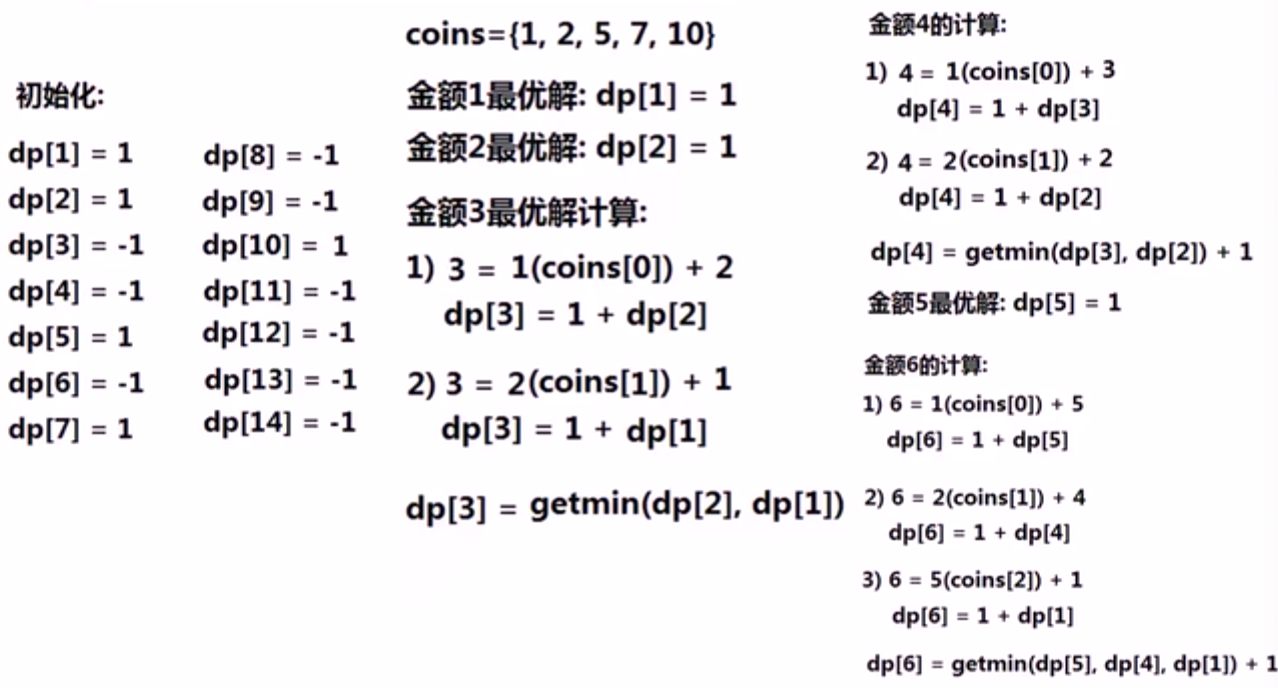 初始化:
dp[1] = 1
dp[2] = 1
dp[3] = -1
dp[4] = -1
dp[5] = 1
dp[6] = -1
dp[7] = 1
dp[8] = -1
dp[9] = -1
dp[10] = 1
dp[11] = -1
dp[12] = -1
dp[13] = -1
dp[14] = -1
coins={1, 2, 5, 7, 10}
金额1最优解: dp[1] = 1
金额2最优解: dp[2] = 1
金额3最优解计算:
1) 3 = 1(coins[0]) + 2
dp[3] = 1 + dp[2]
2) 3 = 2(coins[1]) + 1
dp[3] = 1 + dp[1]
dp[3] = getmin(dp[2], dp[1])
金额4的计算:
1) 4 = 1(coins[0]) + 3
dp[4] = 1 + dp[3]
2) 4 = 2(coins[1]) + 2
dp[4] = 1 + dp[2]
dp[4] = getmin(dp[3], dp[2]) + 1
金额5最优解: dp[5] = 1
金额6的计算:
1) 6 = 1(coins[0]) + 5
dp[6] = 1 + dp[5]
2) 6 = 2(coins[1]) + 4
dp[6] = 1 + dp[4]
3) 6 = 5(coins[2]) + 1
dp[6] = 1 + dp[1]
dp[6] = getmin(dp[5], dp[4], dp[1]) + 1